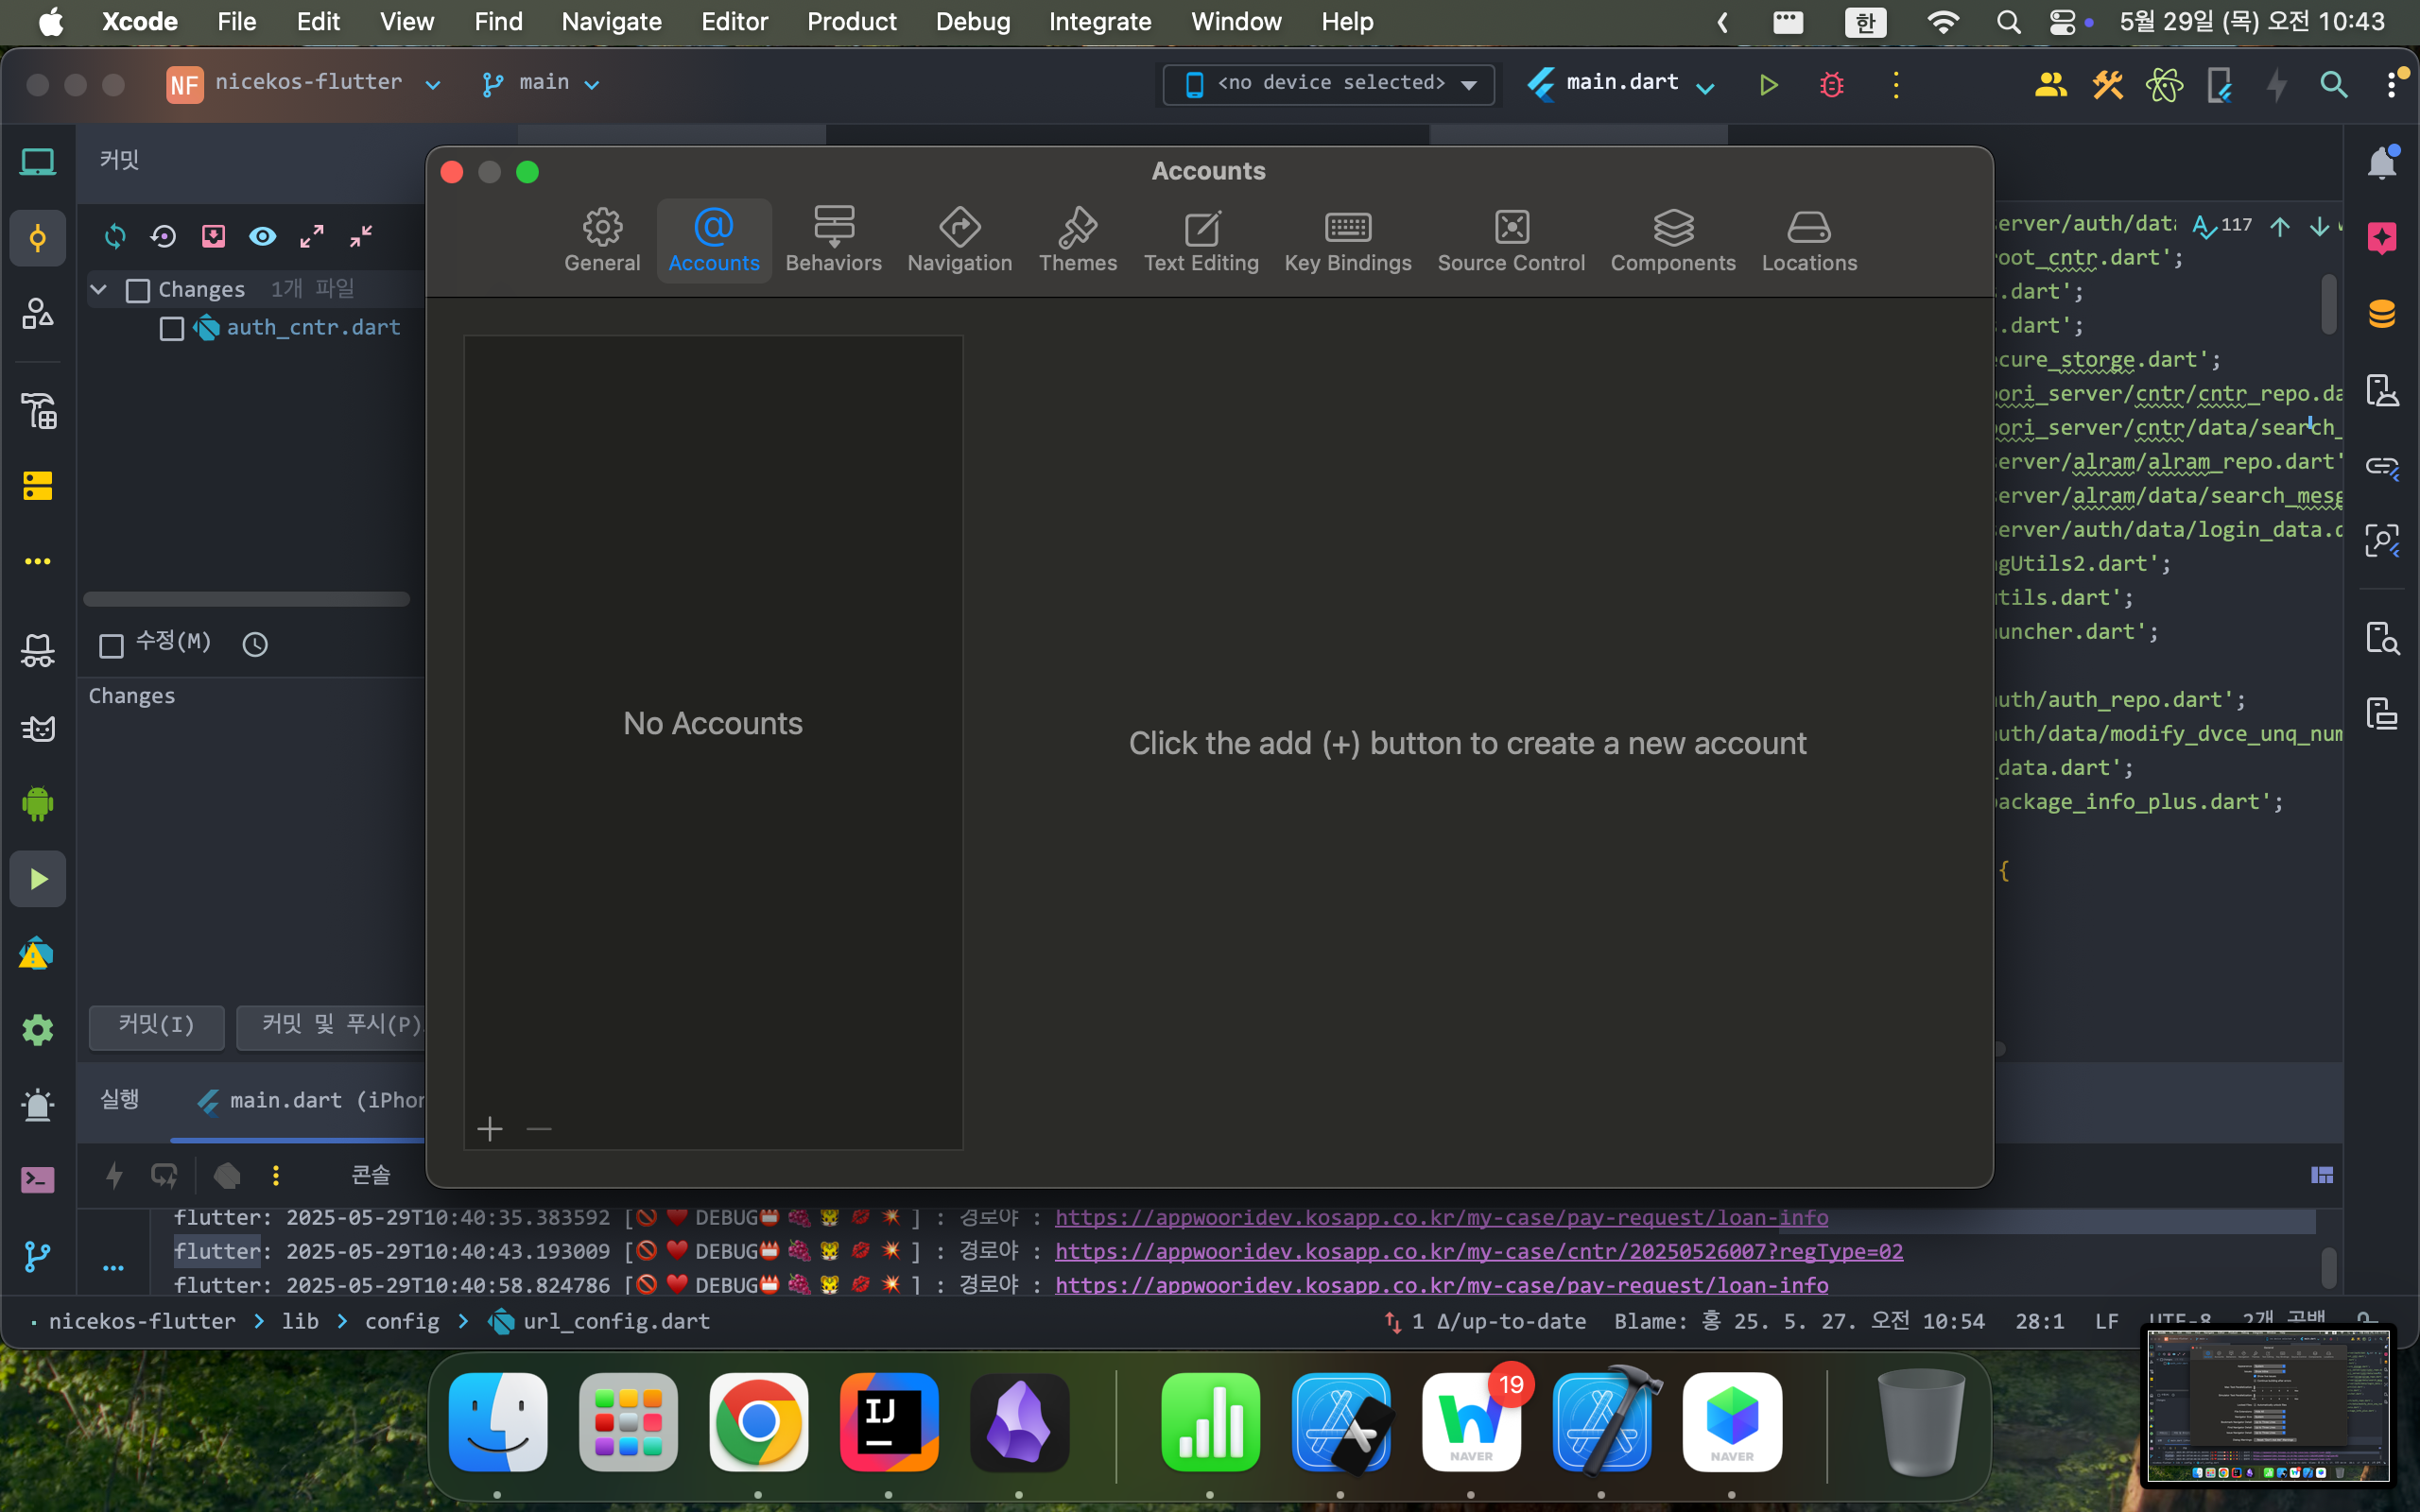 Xcode File Edit View Find Navigate Editor Product Debug Integrate Window Help 한 5월 29일 (목) 오전 10:43
NF nicekos-flutter main <no device selected> main.dart
커밋
Accounts
General Accounts Behaviors Navigation Themes Text Editing Key Bindings Source Control Components Locations
Changes 1개 파일
auth_cntr.dart
erver/auth/data 117
oot_cntr.dart';
.dart';
.dart';
ecure_storge.dart';
ori_server/cntr/cntr_repo.da
ori_server/cntr/data/search_
erver/alram/alram_repo.dart'
erver/alram/data/search_mesg
erver/auth/data/login_data.d
gUtils2.dart';
tils.dart';
uncher.dart';
수정(M)
Changes
uth/auth_repo.dart';
uth/data/modify_dvce_unq_num
_data.dart';
ackage_info_plus.dart';
{
No Accounts
Click the add (+) button to create a new account
커밋(I) 커밋 및 푸시(P)
실행 main.dart (iPhon
콘솔
flutter: 2025-05-29T10:40:35.383592 [🚫 ♥️ DEBUG📛 🍇 🐯 💋 💥 ] : 경로야 : https://appwooridev.kosapp.co.kr/my-case/pay-request/loan-info
flutter: 2025-05-29T10:40:43.193009 [🚫 ♥️ DEBUG📛 🍇 🐯 💋 💥 ] : 경로야 : https://appwooridev.kosapp.co.kr/my-case/cntr/20250526007?regType=02
flutter: 2025-05-29T10:40:58.824786 [🚫 ♥️ DEBUG📛 🍇 🐯 💋 💥 ] : 경로야 : https://appwooridev.kosapp.co.kr/my-case/pay-request/loan-info
nicekos-flutter > lib > config > url_config.dart 1 Δ/up-to-date Blame: 홍 25. 5. 27. 오전 10:54 28:1 LF UTF-8 2개 공백
IJ
W NAVER
19
NAVER